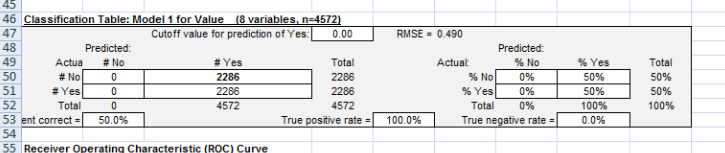 45
46 Classification Table: Model 1 for Value (8 variables, n=4572)
47 Cutoff value for prediction of Yes: 0.00 RMSE = 0.490
48 Predicted: Predicted:
49 Actua # No # Yes Total Actual: % No % Yes Total
50 # No 0 2286 2286 % No 0% 50% 50%
51 # Yes 0 2286 2286 % Yes 0% 50% 50%
52 Total 0 4572 4572 Total 0% 100% 100%
53 ent correct = 50.0% True positive rate = 100.0% True negative rate = 0.0%
54
55 Receiver Operating Characteristic (ROC) Curve